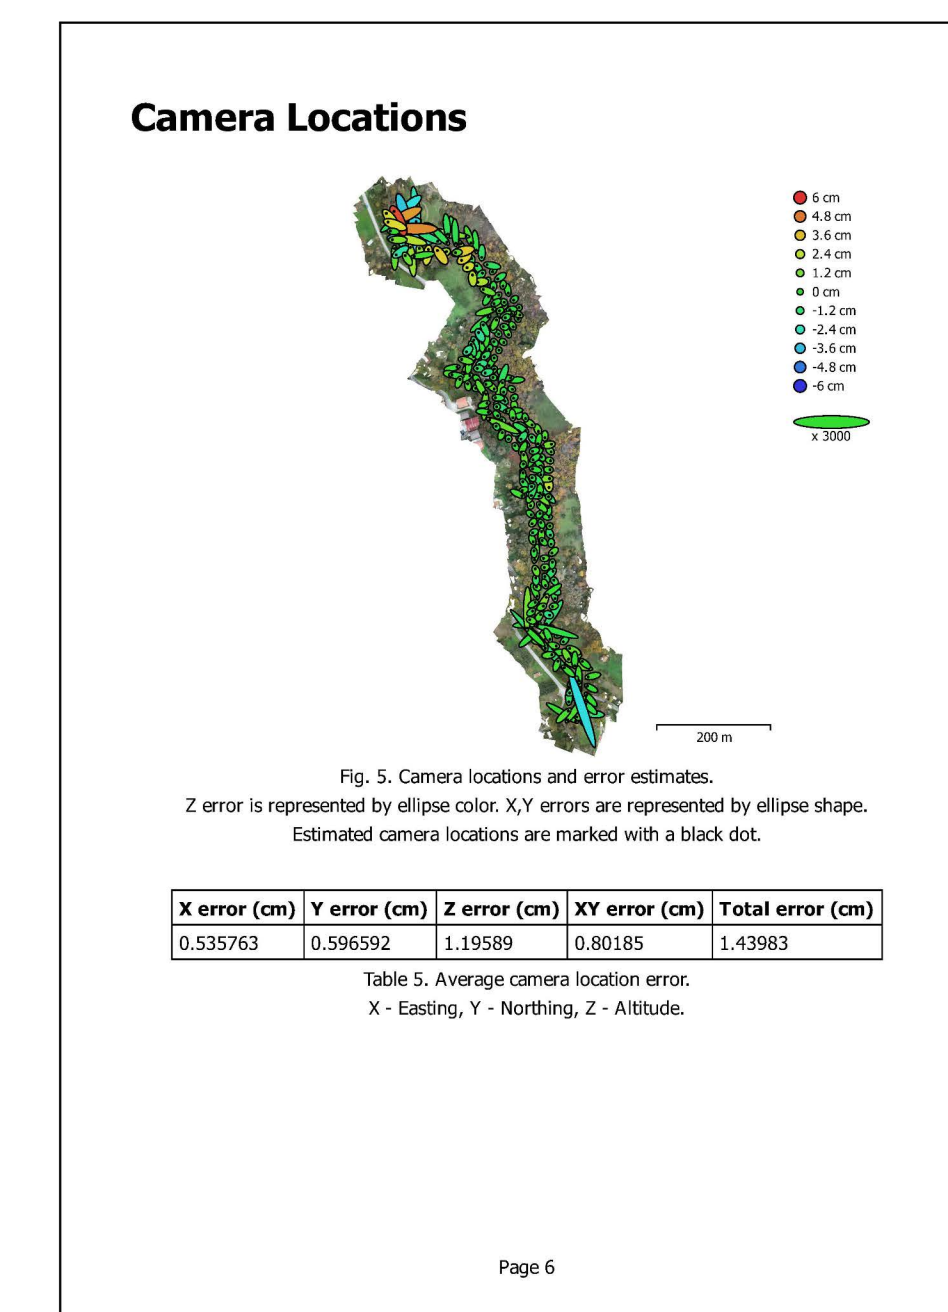 Camera Locations
6 cm
4.8 cm
3.6 cm
2.4 cm
1.2 cm
0 cm
-1.2 cm
-2.4 cm
-3.6 cm
-4.8 cm
-6 cm
x 3000
200 m
Fig. 5. Camera locations and error estimates.
Z error is represented by ellipse color. X,Y errors are represented by ellipse shape.
Estimated camera locations are marked with a black dot.
X error (cm) Y error (cm) Z error (cm) XY error (cm) Total error (cm)
0.535763 0.596592 1.19589 0.80185 1.43983
Table 5. Average camera location error.
X - Easting, Y - Northing, Z - Altitude.
Page 6